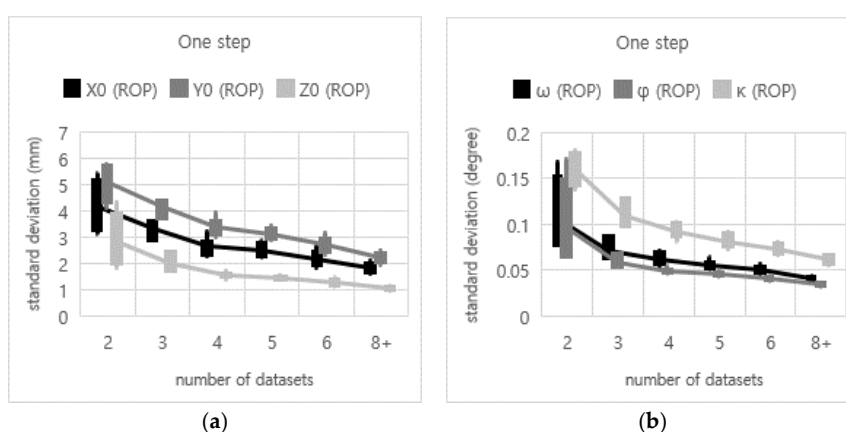 One step
X0 (ROP) Y0 (ROP) Z0 (ROP)
standard deviation (mm)
7
6
5
4
3
2
1
0
2 3 4 5 6 8+
number of datasets
(a)
One step
ω (ROP) φ (ROP) κ (ROP)
standard deviation (degree)
0.2
0.15
0.1
0.05
0
2 3 4 5 6 8+
number of datasets
(b)